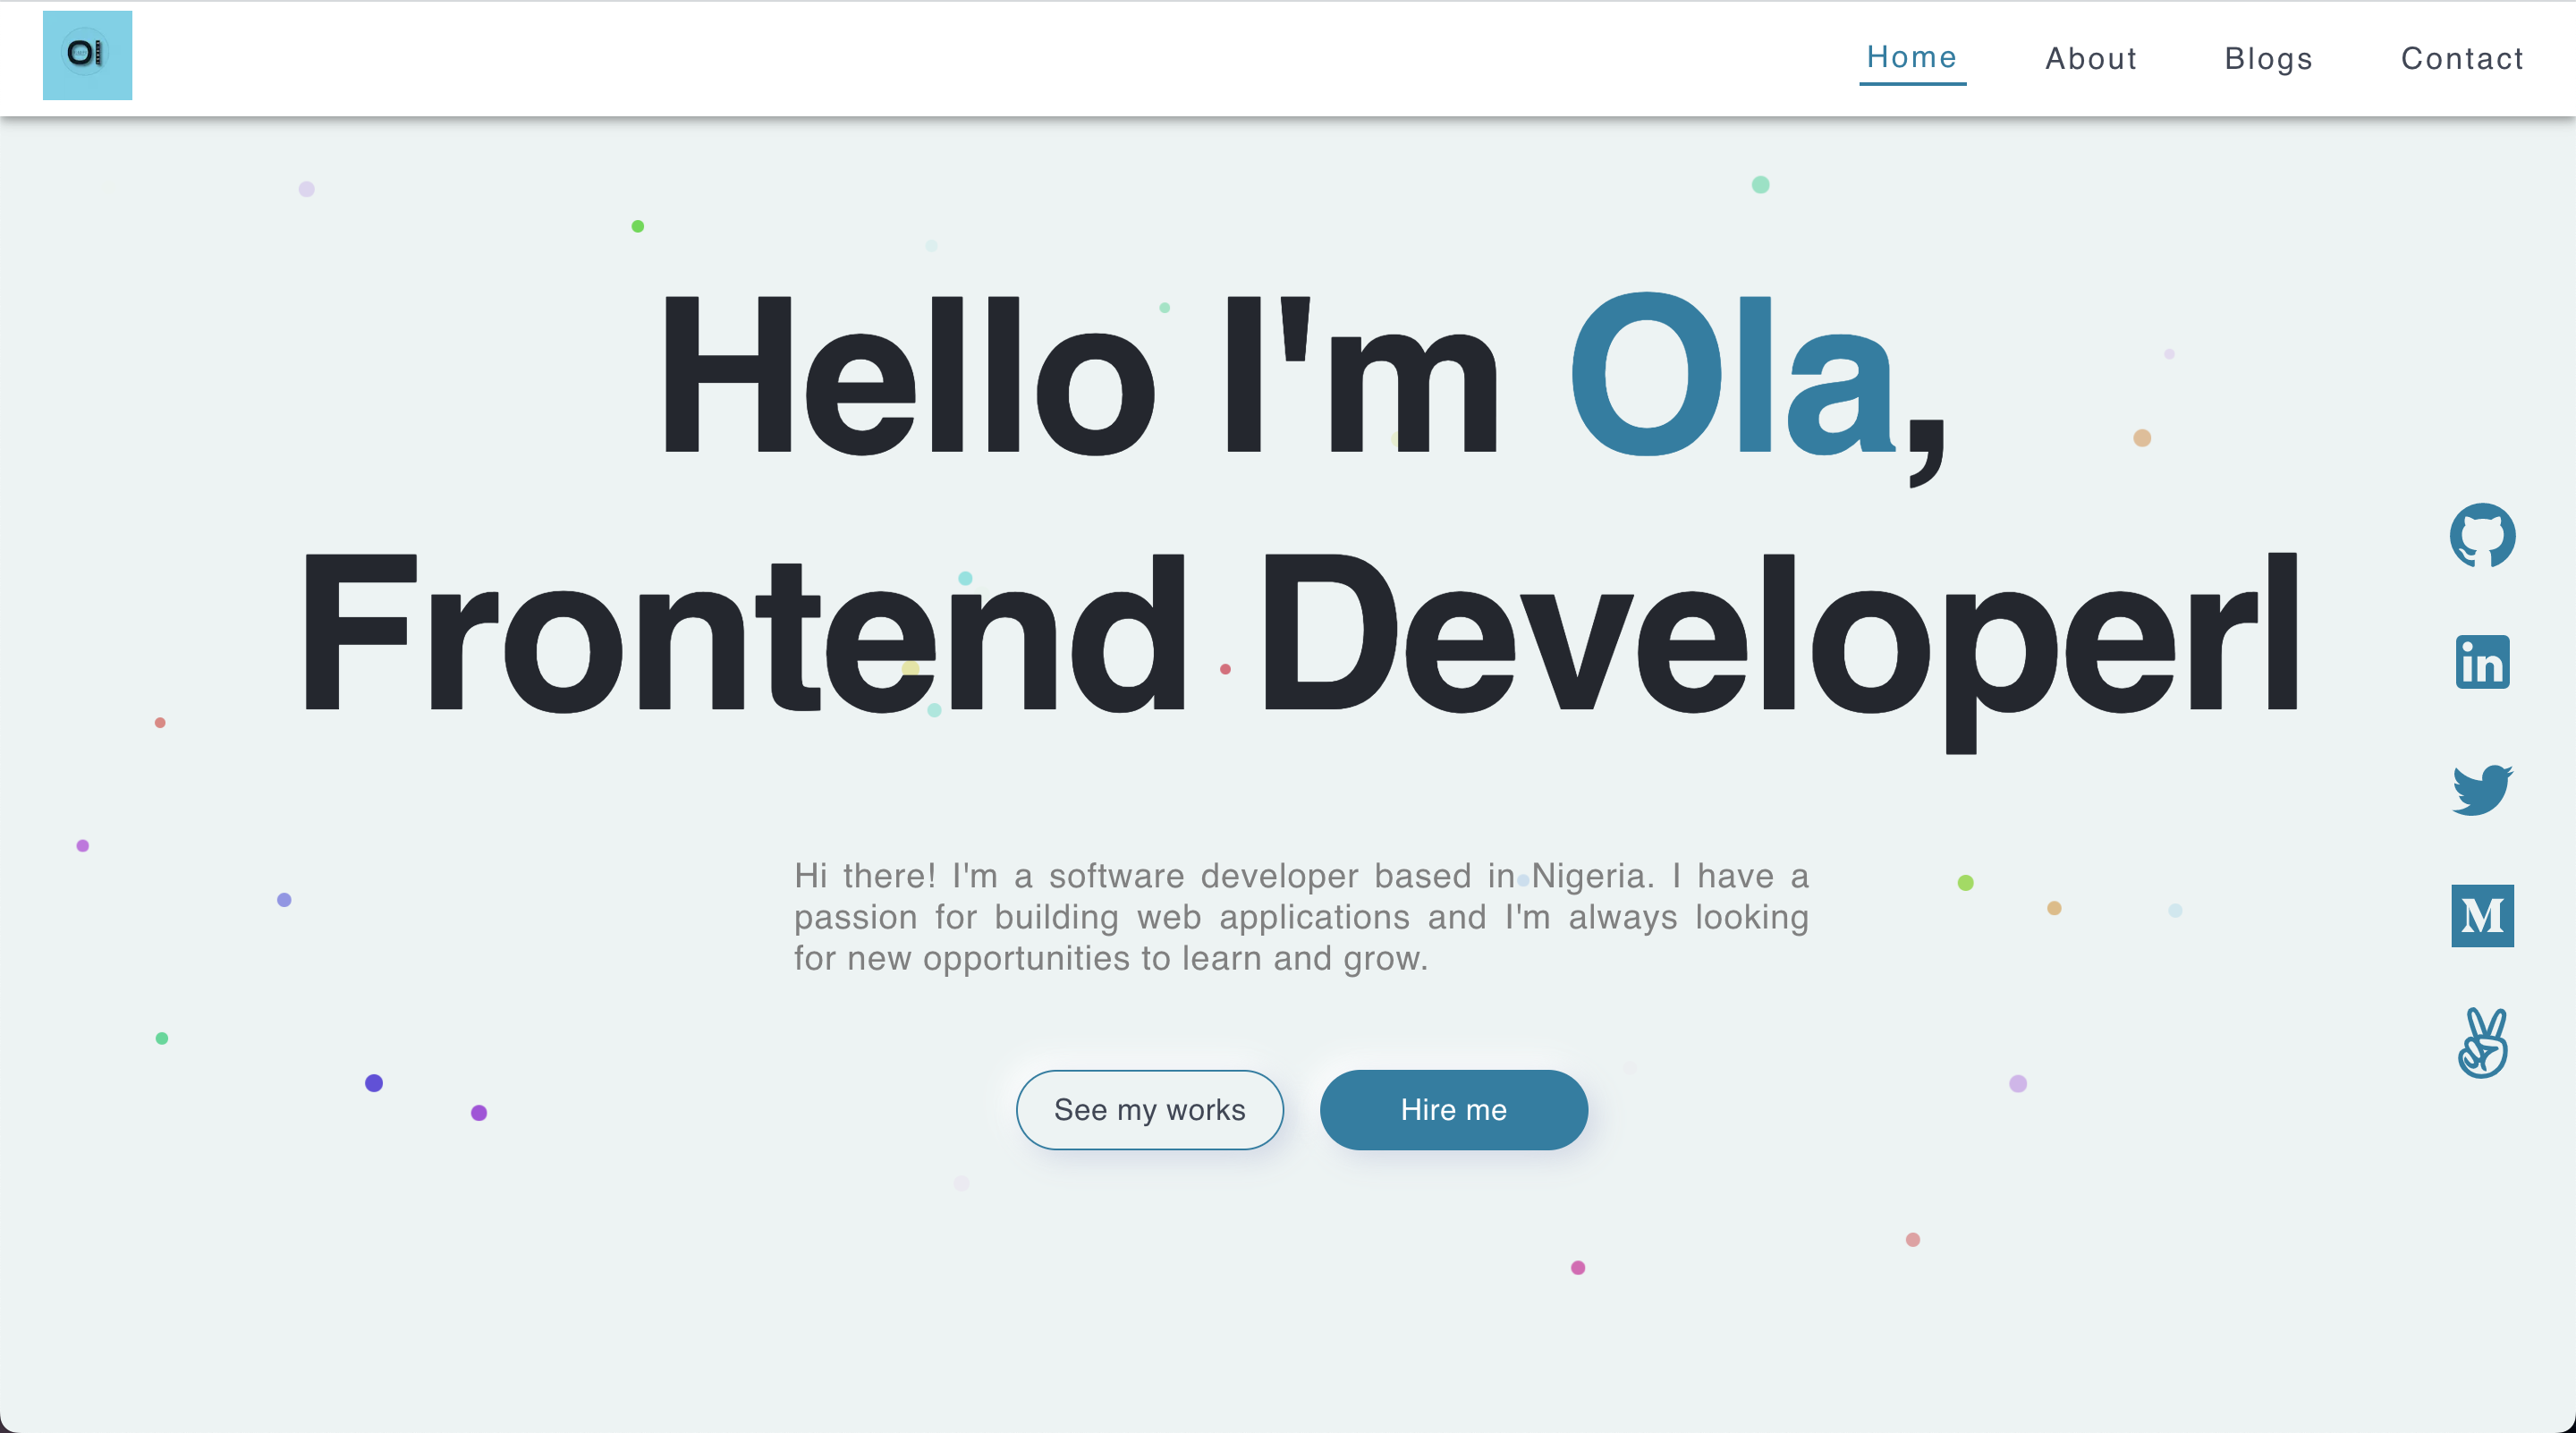 OI
Home About Blogs Contact
Hello I'm Ola,
Frontend Developerl
Hi there! I'm a software developer based in Nigeria. I have a
passion for building web applications and I'm always looking
for new opportunities to learn and grow.
See my works Hire me
in
M